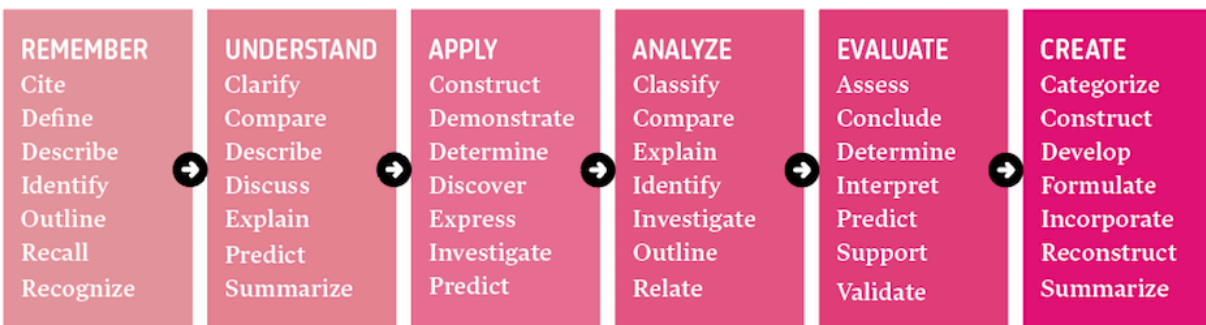 REMEMBER
Cite
Define
Describe
Identify
Outline
Recall
Recognize
UNDERSTAND
Clarify
Compare
Describe
Discuss
Explain
Predict
Summarize
APPLY
Construct
Demonstrate
Determine
Discover
Express
Investigate
Predict
ANALYZE
Classify
Compare
Explain
Identify
Investigate
Outline
Relate
EVALUATE
Assess
Conclude
Determine
Interpret
Predict
Support
Validate
CREATE
Categorize
Construct
Develop
Formulate
Incorporate
Reconstruct
Summarize